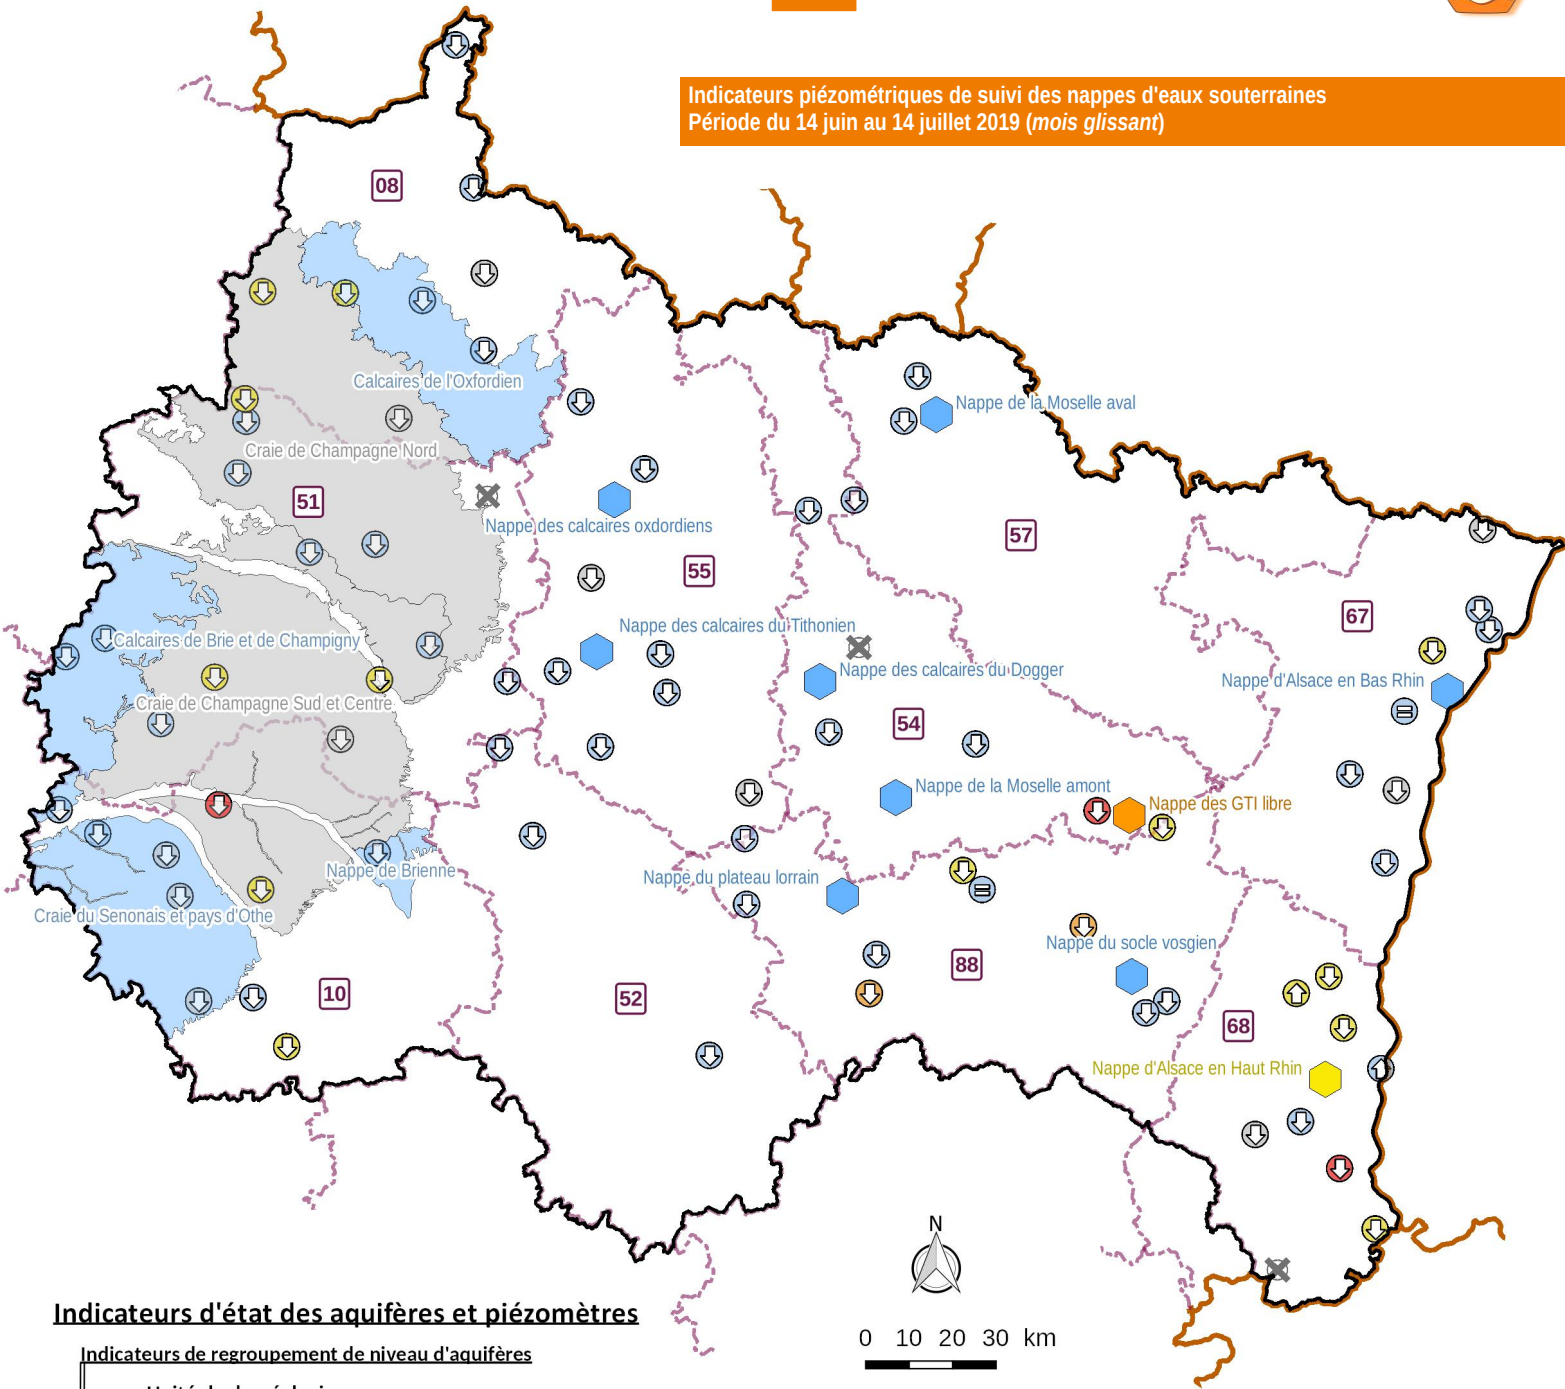 Indicateurs piézométriques de suivi des nappes d'eaux souterraines
Période du 14 juin au 14 juillet 2019 (mois glissant)
08
Calcaires de l'Oxfordien
Nappe de la Moselle aval
Craie de Champagne Nord
51
Nappe des calcaires oxdordiens
57
55
67
Nappe des calcaires du Tithonien
Calcaires de Brie et de Champigny
Nappe des calcaires du Dogger
Nappe d'Alsace en Bas Rhin
Craie de Champagne Sud et Centre
54
Nappe de la Moselle amont
Nappe des GTI libre
Nappe de Brienne
Nappe du plateau lorrain
Craie du Senonais et pays d'Othe
Nappe du socle vosgien
88
10
52
68
Nappe d'Alsace en Haut Rhin
N
0 10 20 30 km
Indicateurs d'état des aquifères et piézomètres
Indicateurs de regroupement de niveau d'aquifères